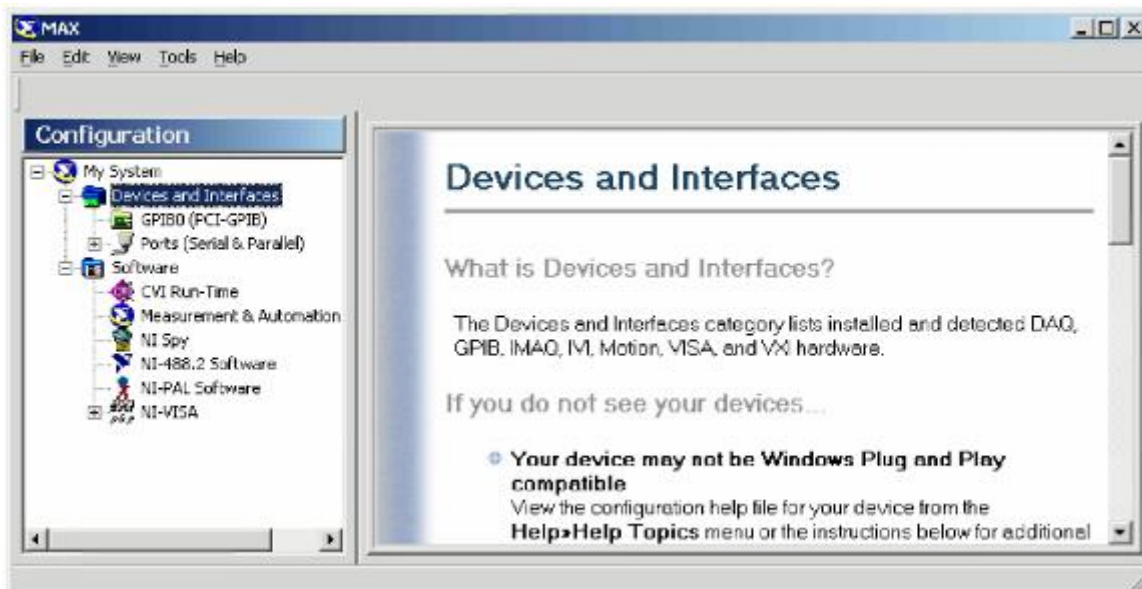 MAX
File Edit View Tools Help
Configuration
My System
Devices and Interfaces
GPIB0 (PCI-GPIB)
Ports (Serial & Parallel)
Software
CVI Run-Time
Measurement & Automation
NI Spy
NI-488.2 Software
NI-PAL Software
NI-VISA
Devices and Interfaces
What is Devices and Interfaces?
The Devices and Interfaces category lists installed and detected DAQ,
GPIB, IMAQ, IVI, Motion, VISA, and VXI hardware.
If you do not see your devices...
Your device may not be Windows Plug and Play
compatible
View the configuration help file for your device from the
Help»Help Topics menu or the instructions below for additional